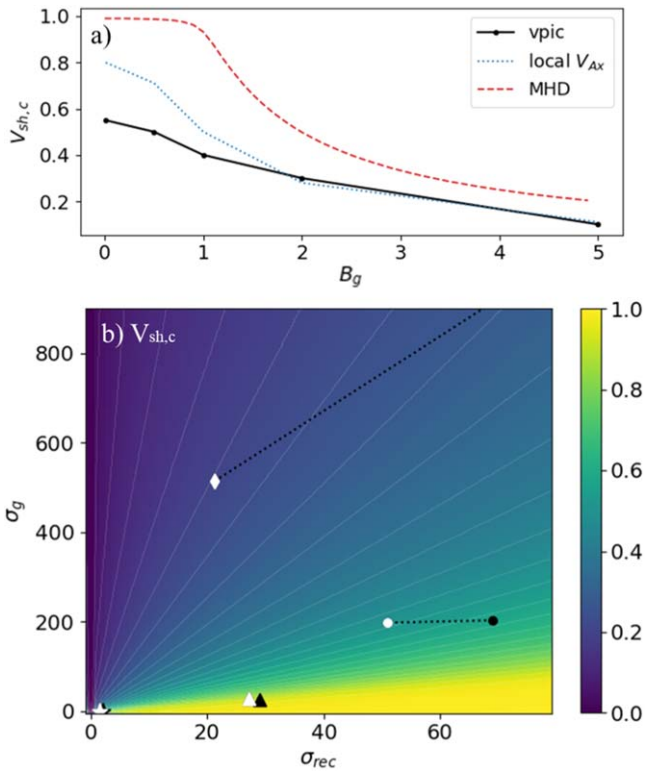 a)
1.0
0.8
0.6
0.4
0.2
V_{sh,c}
vpic
local V_{Ax}
MHD
0 1 2 3 4 5
B_g
b) V_{sh,c}
800
600
400
200
0
σ_g
0 20 40 60
σ_{rec}
1.0
0.8
0.6
0.4
0.2
0.0